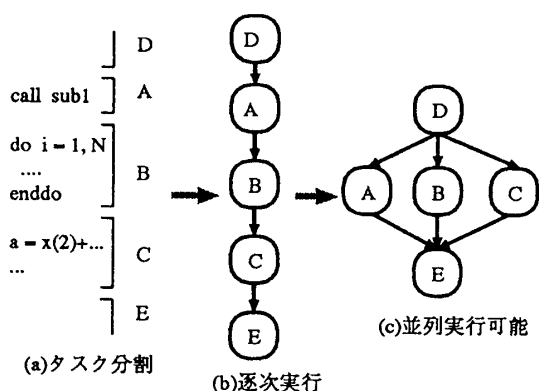 D
call sub1
A
do i = 1, N
....
enddo
B
a = x(2)+...
...
C
E
(a)タスク分割
D
A
B
C
E
(b)逐次実行
D
A
B
C
E
(c)並列実行可能